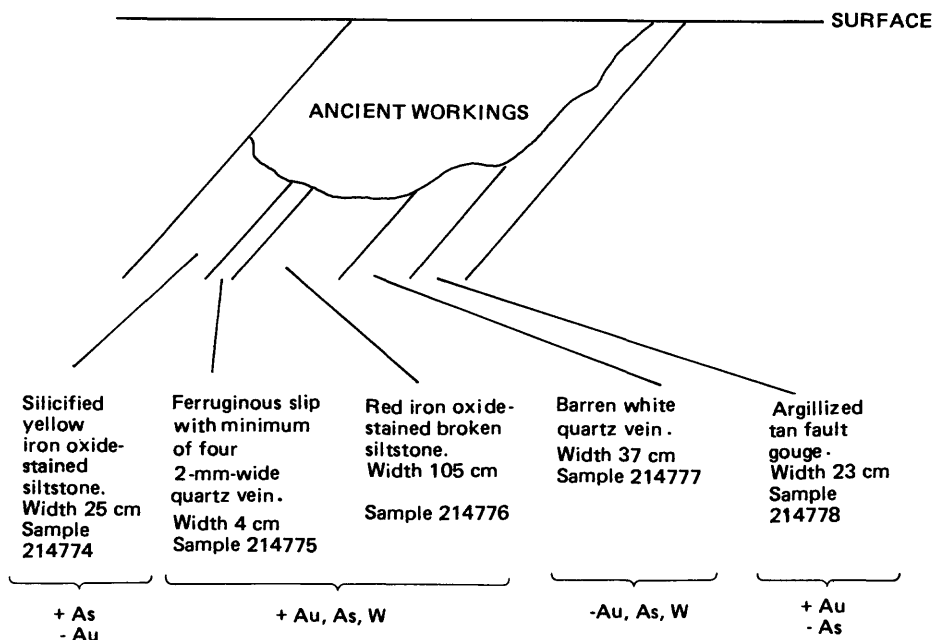 SURFACE
ANCIENT WORKINGS
Silicified
yellow
iron oxide-
stained
siltstone.
Width 25 cm
Sample
214774
Ferruginous slip
with minimum
of four
2-mm-wide
quartz vein.
Width 4 cm
Sample 214775
Red iron oxide-
stained broken
siltstone.
Width 105 cm
Sample 214776
Barren white
quartz vein.
Width 37 cm
Sample 214777
Argillized
tan fault
gouge.
Width 23 cm
Sample
214778
+ As
- Au
+ Au, As, W
-Au, As, W
+ Au
- As